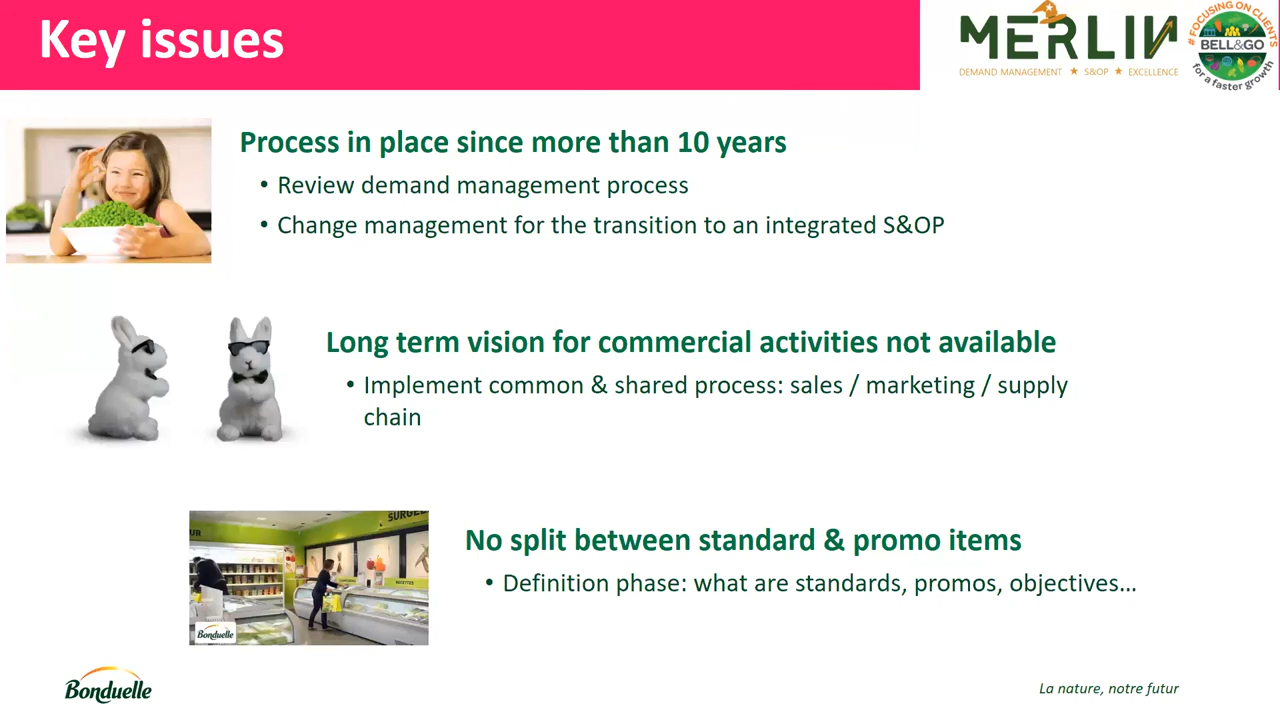 Key issues
MERLIN
DEMAND MANAGEMENT ★ S&OP ★ EXCELLENCE
#FOCUSING ON CLIENTS
BELL&GO
for a faster growth
Process in place since more than 10 years
• Review demand management process
• Change management for the transition to an integrated S&OP
Long term vision for commercial activities not available
• Implement common & shared process: sales / marketing / supply
chain
No split between standard & promo items
• Definition phase: what are standards, promos, objectives…
Bonduelle
Bonduelle
La nature, notre futur